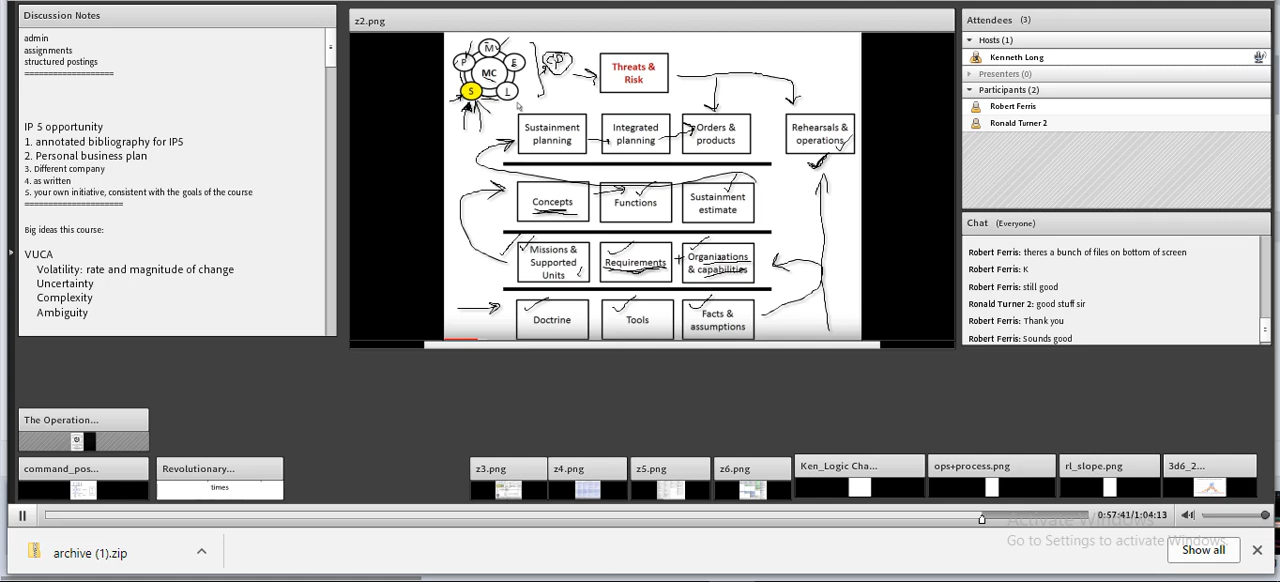 Discussion Notes
admin
assignments
structured postings
====================
IP 5 opportunity
1. annotated bibliography for IP5
2. Personal business plan
3. Different company
4. as written
5. your own initiative, consistent with the goals of the course
======================
Big ideas this course:
VUCA
Volatility: rate and magnitude of change
Uncertainty
Complexity
Ambiguity
z2.png
M
P
E
MC
S
I
CP
Threats & Risk
Sustainment planning
Integrated planning
Orders & products
Rehearsals & operations
Concepts
Functions
Sustainment estimate
Missions & Supported Units
Requirements
+
Organizations & capabilities
Doctrine
Tools
Facts & assumptions
Attendees (3)
Hosts (1)
Kenneth Long
Presenters (0)
Participants (2)
Robert Ferris
Ronald Turner 2
Chat (Everyone)
Robert Ferris: theres a bunch of files on bottom of screen
Robert Ferris: K
Robert Ferris: still good
Ronald Turner 2: good stuff sir
Robert Ferris: Thank you
Robert Ferris: Sounds good
The Operation...
command_pos...
Revolutionary...
times
z3.png
z4.png
z5.png
z6.png
Ken_Logic Cha...
ops+process.png
rl_slope.png
3d6_2...
0:57:41/1:04:13
Activate Windows
Go to Settings to activate Windows.
archive (1).zip
Show all